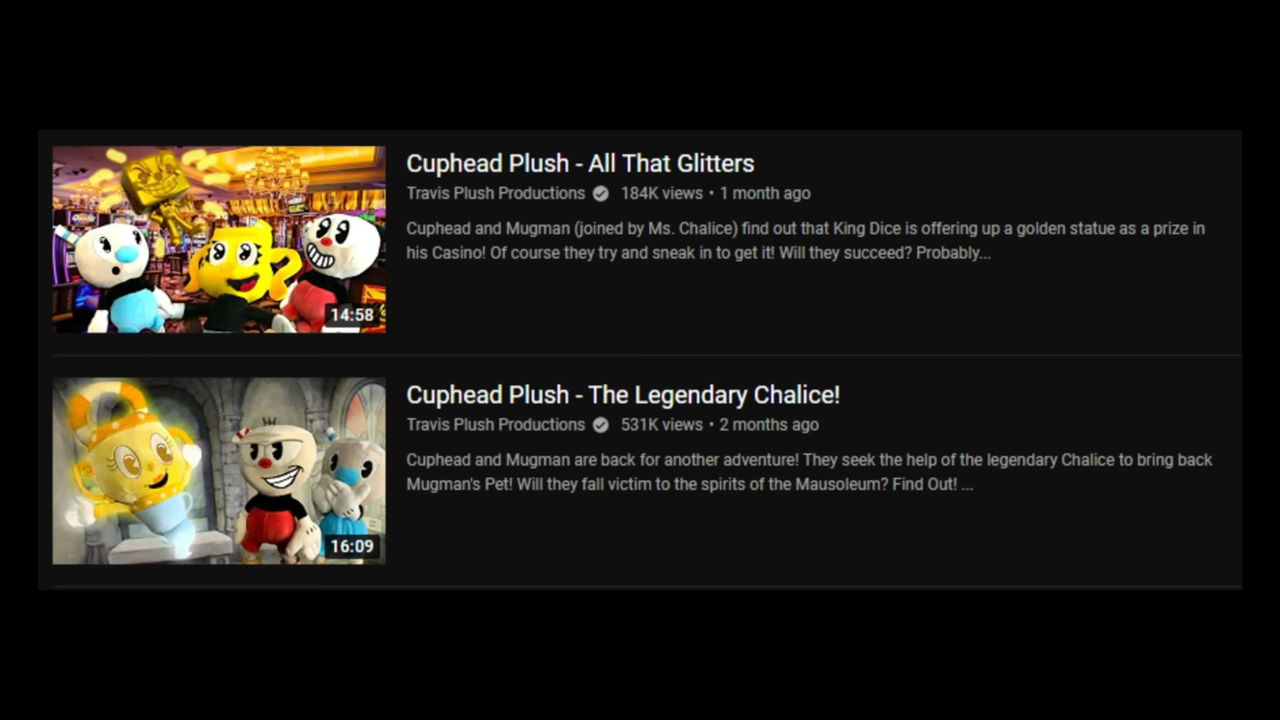 Cuphead Plush - All That Glitters
Travis Plush Productions 184K views • 1 month ago
Cuphead and Mugman (joined by Ms. Chalice) find out that King Dice is offering up a golden statue as a prize in
his Casino! Of course they try and sneak in to get it! Will they succeed? Probably...
14:58
Cuphead Plush - The Legendary Chalice!
Travis Plush Productions 531K views • 2 months ago
Cuphead and Mugman are back for another adventure! They seek the help of the legendary Chalice to bring back
Mugman's Pet! Will they fall victim to the spirits of the Mausoleum? Find Out! ...
16:09